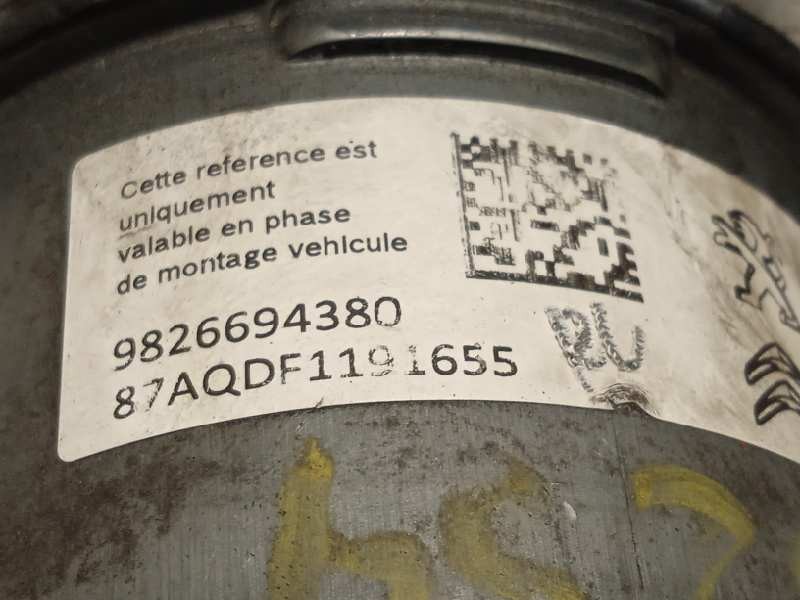 Cette reference est
uniquement
valable en phase
de montage vehicule
9826694380
87AQDF1191655